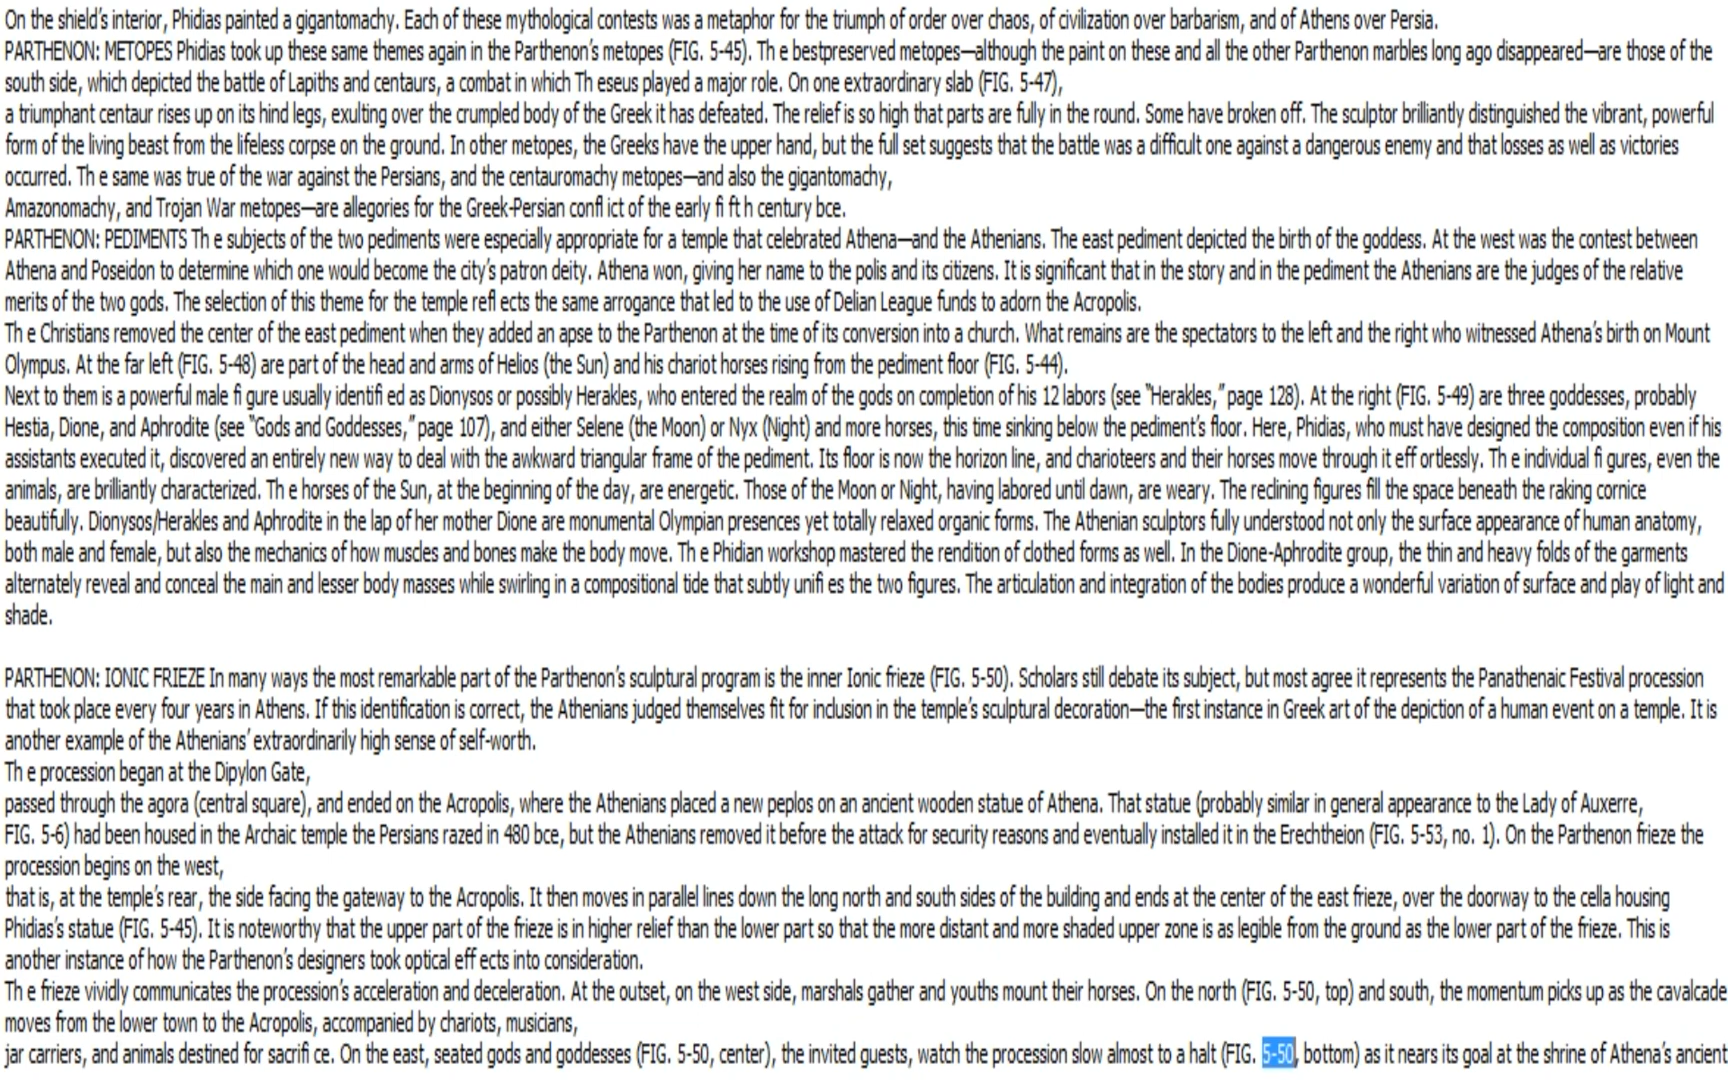 On the shield's interior, Phidias painted a gigantomachy. Each of these mythological contests was a metaphor for the triumph of order over chaos, of civilization over barbarism, and of Athens over Persia.
PARTHENON: METOPES Phidias took up these same themes again in the Parthenon's metopes (FIG. 5-45). Th e bestpreserved metopes—although the paint on these and all the other Parthenon marbles long ago disappeared—are those of the
south side, which depicted the battle of Lapiths and centaurs, a combat in which Th eseus played a major role. On one extraordinary slab (FIG. 5-47),
a triumphant centaur rises up on its hind legs, exulting over the crumpled body of the Greek it has defeated. The relief is so high that parts are fully in the round. Some have broken off. The sculptor brilliantly distinguished the vibrant, powerful
form of the living beast from the lifeless corpse on the ground. In other metopes, the Greeks have the upper hand, but the full set suggests that the battle was a difficult one against a dangerous enemy and that losses as well as victories
occurred. Th e same was true of the war against the Persians, and the centauromachy metopes—and also the gigantomachy,
Amazonomachy, and Trojan War metopes—are allegories for the Greek-Persian confl ict of the early fi ft h century bce.
PARTHENON: PEDIMENTS Th e subjects of the two pediments were especially appropriate for a temple that celebrated Athena—and the Athenians. The east pediment depicted the birth of the goddess. At the west was the contest between
Athena and Poseidon to determine which one would become the city's patron deity. Athena won, giving her name to the polis and its citizens. It is significant that in the story and in the pediment the Athenians are the judges of the relative
merits of the two gods. The selection of this theme for the temple refl ects the same arrogance that led to the use of Delian League funds to adorn the Acropolis.
Th e Christians removed the center of the east pediment when they added an apse to the Parthenon at the time of its conversion into a church. What remains are the spectators to the left and the right who witnessed Athena's birth on Mount
Olympus. At the far left (FIG. 5-48) are part of the head and arms of Helios (the Sun) and his chariot horses rising from the pediment floor (FIG. 5-44).
Next to them is a powerful male fi gure usually identifi ed as Dionysos or possibly Herakles, who entered the realm of the gods on completion of his 12 labors (see "Herakles," page 128). At the right (FIG. 5-49) are three goddesses, probably
Hestia, Dione, and Aphrodite (see "Gods and Goddesses," page 107), and either Selene (the Moon) or Nyx (Night) and more horses, this time sinking below the pediment's floor. Here, Phidias, who must have designed the composition even if his
assistants executed it, discovered an entirely new way to deal with the awkward triangular frame of the pediment. Its floor is now the horizon line, and charioteers and their horses move through it eff ortlessly. Th e individual fi gures, even the
animals, are brilliantly characterized. Th e horses of the Sun, at the beginning of the day, are energetic. Those of the Moon or Night, having labored until dawn, are weary. The reclining figures fill the space beneath the raking cornice
beautifully. Dionysos/Herakles and Aphrodite in the lap of her mother Dione are monumental Olympian presences yet totally relaxed organic forms. The Athenian sculptors fully understood not only the surface appearance of human anatomy,
both male and female, but also the mechanics of how muscles and bones make the body move. Th e Phidian workshop mastered the rendition of clothed forms as well. In the Dione-Aphrodite group, the thin and heavy folds of the garments
alternately reveal and conceal the main and lesser body masses while swirling in a compositional tide that subtly unifi es the two figures. The articulation and integration of the bodies produce a wonderful variation of surface and play of light and
shade.
PARTHENON: IONIC FRIEZE In many ways the most remarkable part of the Parthenon's sculptural program is the inner Ionic frieze (FIG. 5-50). Scholars still debate its subject, but most agree it represents the Panathenaic Festival procession
that took place every four years in Athens. If this identification is correct, the Athenians judged themselves fit for inclusion in the temple's sculptural decoration—the first instance in Greek art of the depiction of a human event on a temple. It is
another example of the Athenians' extraordinarily high sense of self-worth.
Th e procession began at the Dipylon Gate,
passed through the agora (central square), and ended on the Acropolis, where the Athenians placed a new peplos on an ancient wooden statue of Athena. That statue (probably similar in general appearance to the Lady of Auxerre,
FIG. 5-6) had been housed in the Archaic temple the Persians razed in 480 bce, but the Athenians removed it before the attack for security reasons and eventually installed it in the Erechtheion (FIG. 5-53, no. 1). On the Parthenon frieze the
procession begins on the west,
that is, at the temple's rear, the side facing the gateway to the Acropolis. It then moves in parallel lines down the long north and south sides of the building and ends at the center of the east frieze, over the doorway to the cella housing
Phidias's statue (FIG. 5-45). It is noteworthy that the upper part of the frieze is in higher relief than the lower part so that the more distant and more shaded upper zone is as legible from the ground as the lower part of the frieze. This is
another instance of how the Parthenon's designers took optical eff ects into consideration.
Th e frieze vividly communicates the procession's acceleration and deceleration. At the outset, on the west side, marshals gather and youths mount their horses. On the north (FIG. 5-50, top) and south, the momentum picks up as the cavalcade
moves from the lower town to the Acropolis, accompanied by chariots, musicians,
jar carriers, and animals destined for sacrifi ce. On the east, seated gods and goddesses (FIG. 5-50, center), the invited guests, watch the procession slow almost to a halt (FIG. 5-50, bottom) as it nears its goal at the shrine of Athena's ancient